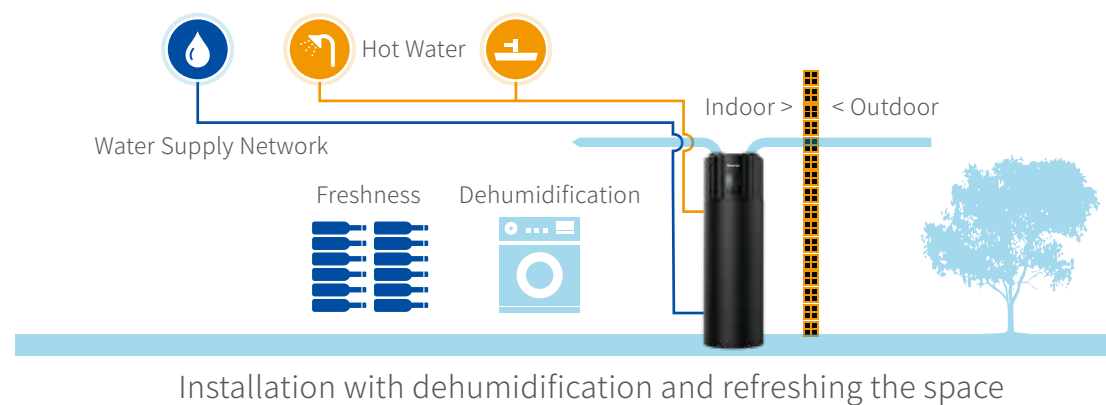 Hot Water
Indoor >
< Outdoor
Water Supply Network
Freshness
Dehumidification
Installation with dehumidification and refreshing the space